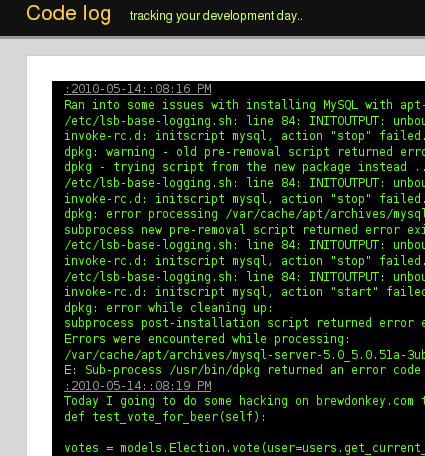 Code log tracking your development day..
:2010-05-14::08:16 PM
Ran into some issues with installing MySQL with apt-
/etc/lsb-base-logging.sh: line 84: INITOUTPUT: unbou
invoke-rc.d: initscript mysql, action "stop" failed.
dpkg: warning - old pre-removal script returned erro
dpkg - trying script from the new package instead ..
/etc/lsb-base-logging.sh: line 84: INITOUTPUT: unbou
invoke-rc.d: initscript mysql, action "stop" failed.
dpkg: error processing /var/cache/apt/archives/mysql
subprocess new pre-removal script returned error exi
/etc/lsb-base-logging.sh: line 84: INITOUTPUT: unbou
invoke-rc.d: initscript mysql, action "stop" failed.
/etc/lsb-base-logging.sh: line 84: INITOUTPUT: unbou
invoke-rc.d: initscript mysql, action "start" failed
dpkg: error while cleaning up:
subprocess post-installation script returned error e
Errors were encountered while processing:
/var/cache/apt/archives/mysql-server-5.0_5.0.51a-3ub
E: Sub-process /usr/bin/dpkg returned an error code
:2010-05-14::08:19 PM
Today I going to do some hacking on brewdonkey.com t
def test_vote_for_beer(self):
votes = models.Election.vote(user=users.get_current_